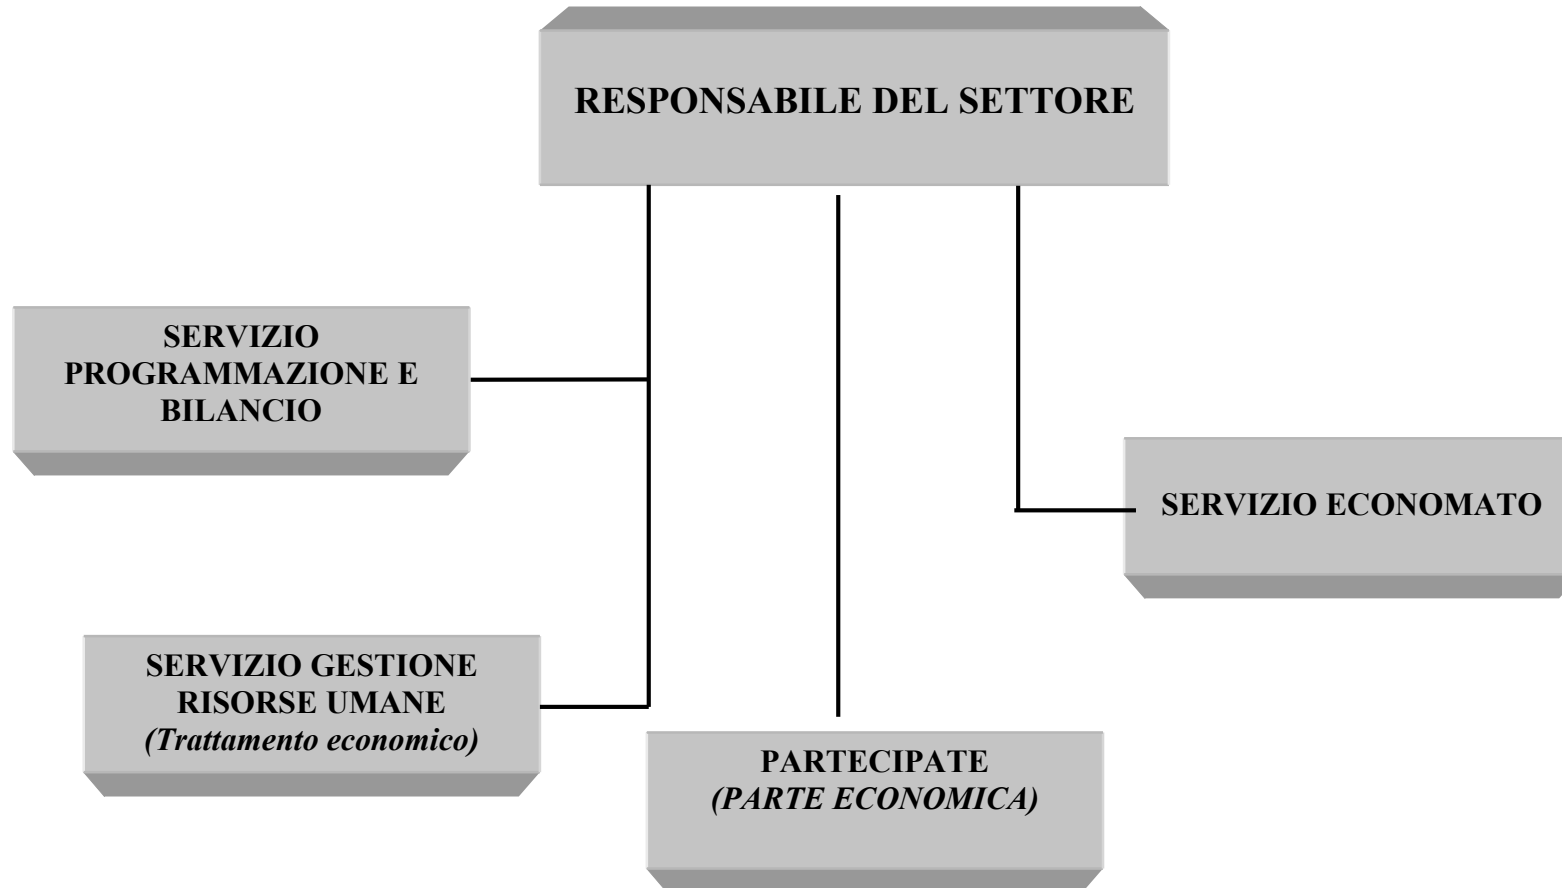 RESPONSABILE DEL SETTORE
SERVIZIO
PROGRAMMAZIONE E
BILANCIO
SERVIZIO ECONOMATO
SERVIZIO GESTIONE
RISORSE UMANE
(Trattamento economico)
PARTECIPATE
(PARTE ECONOMICA)